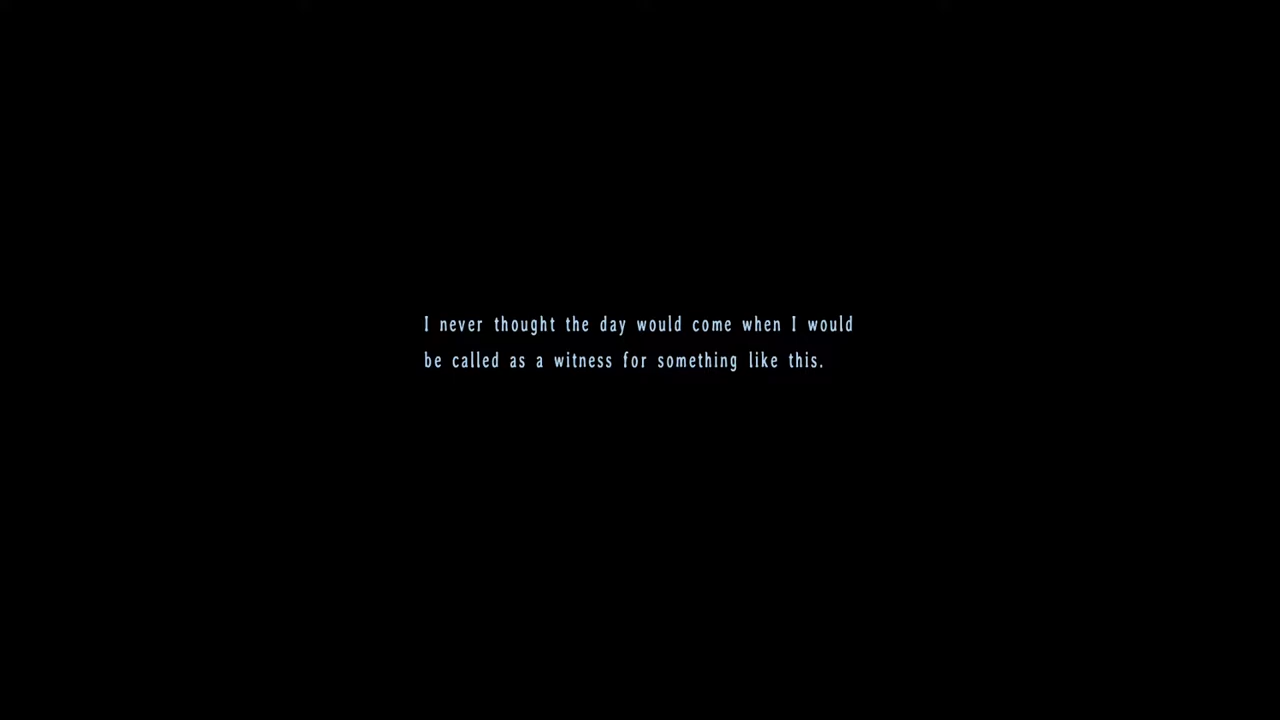 I never thought the day would come when I would
be called as a witness for something like this.